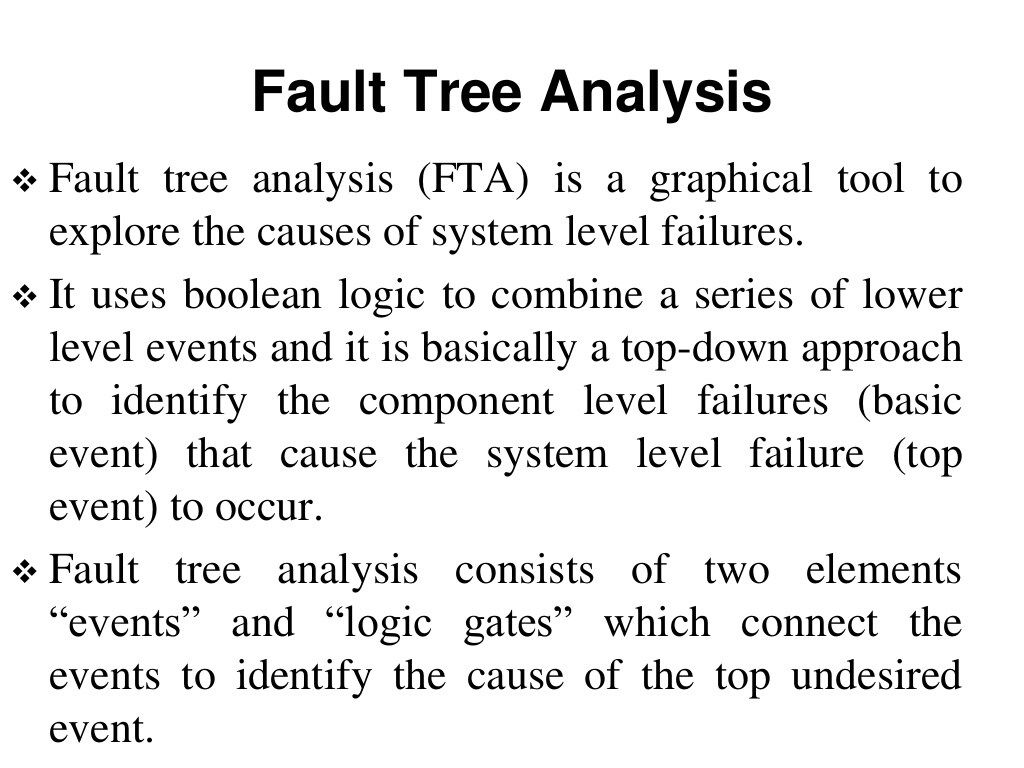 Fault Tree Analysis
❖ Fault tree analysis (FTA) is a graphical tool to
explore the causes of system level failures.
❖ It uses boolean logic to combine a series of lower
level events and it is basically a top-down approach
to identify the component level failures (basic
event) that cause the system level failure (top
event) to occur.
❖ Fault tree analysis consists of two elements
“events” and “logic gates” which connect the
events to identify the cause of the top undesired
event.